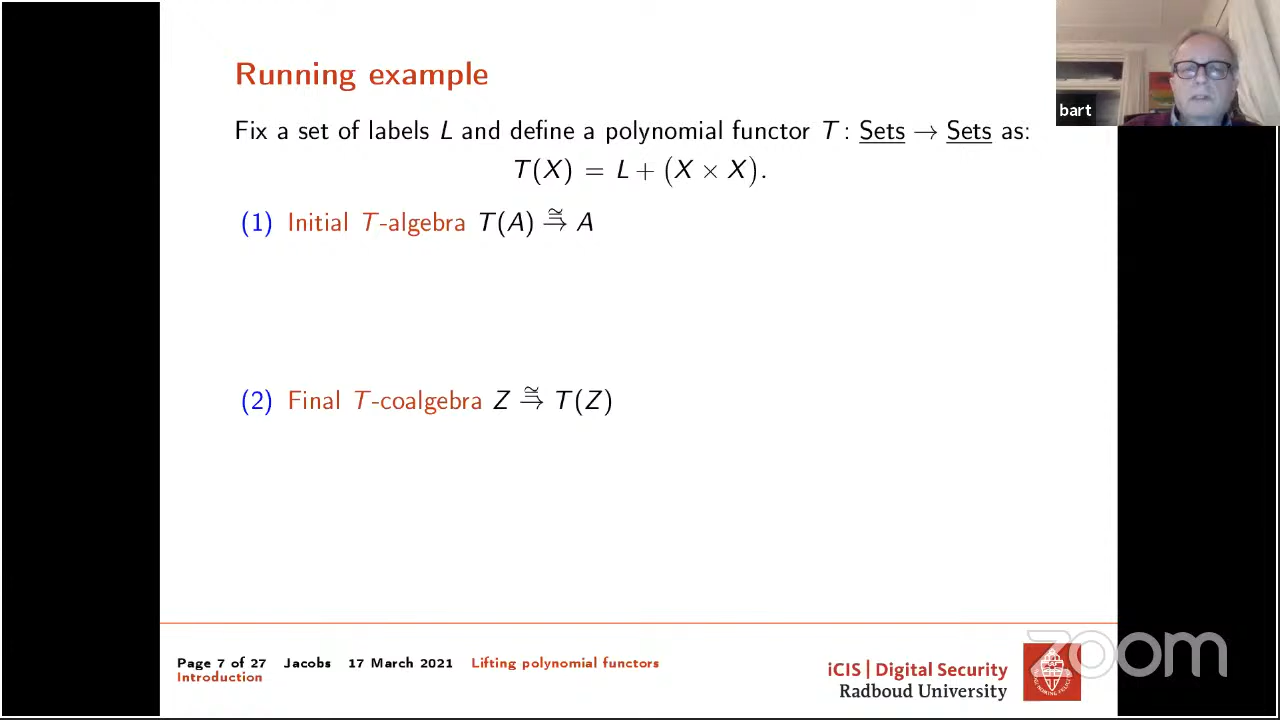 Running example
Fix a set of labels L and define a polynomial functor T : Sets → Sets as:
T(X) = L + (X × X).
(1) Initial T-algebra T(A) ≅→ A
(2) Final T-coalgebra Z ≅→ T(Z)
bart
Page 7 of 27 Jacobs 17 March 2021 Lifting polynomial functors
Introduction
iCIS | Digital Security
Radboud University
zoom